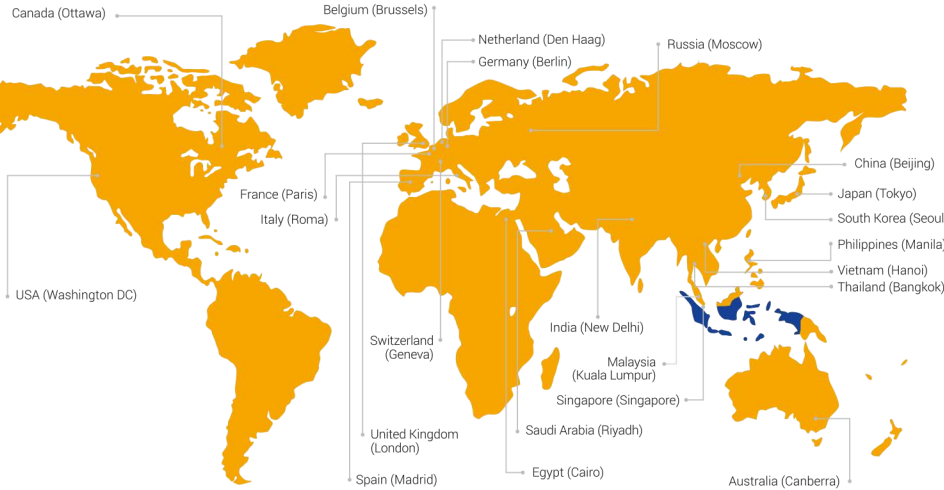 Canada (Ottawa)
Belgium (Brussels)
Netherland (Den Haag)
Germany (Berlin)
Russia (Moscow)
China (Beijing)
Japan (Tokyo)
South Korea (Seoul
Philippines (Manila)
Vietnam (Hanoi)
Thailand (Bangkok)
France (Paris)
Italy (Roma)
USA (Washington DC)
India (New Delhi)
Switzerland
(Geneva)
Malaysia
(Kuala Lumpur)
Singapore (Singapore)
United Kingdom
(London)
Saudi Arabia (Riyadh)
Spain (Madrid)
Egypt (Cairo)
Australia (Canberra)